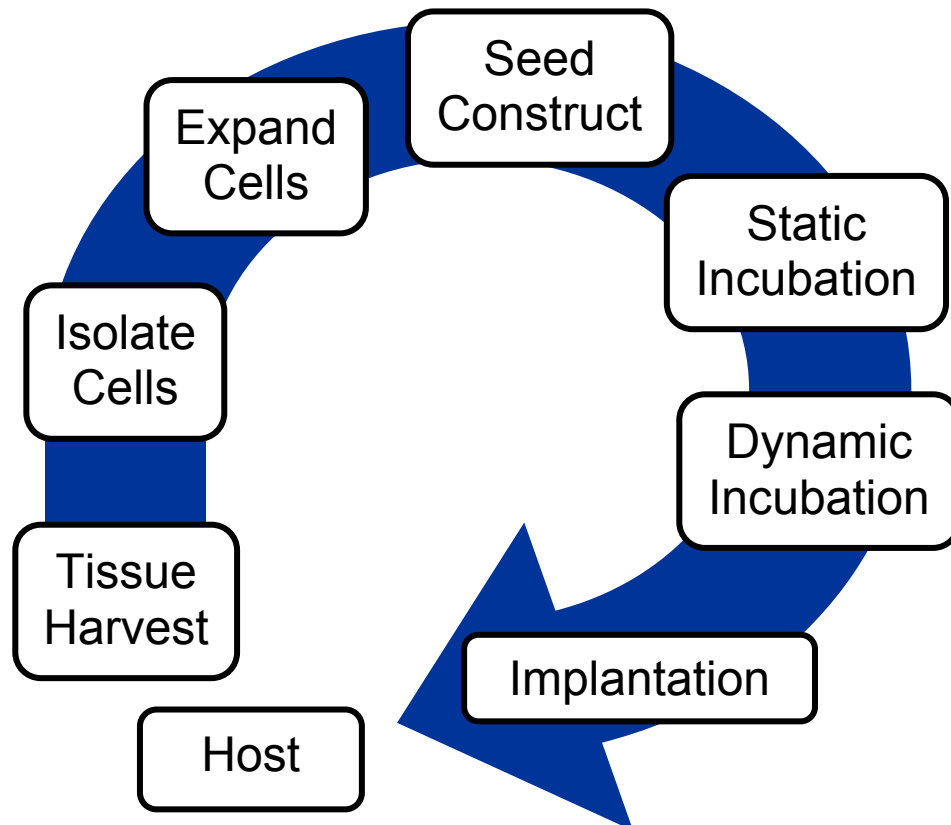 Seed
Construct
Expand
Cells
Static
Incubation
Isolate
Cells
Dynamic
Incubation
Tissue
Harvest
Implantation
Host